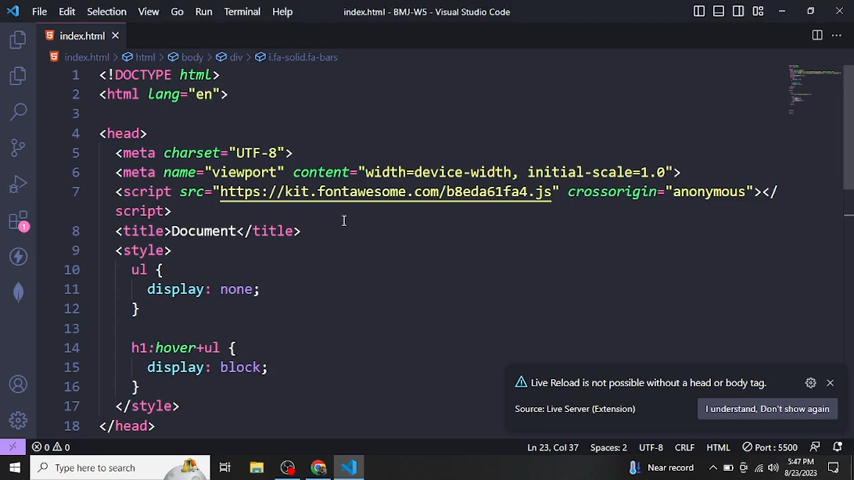 File Edit Selection View Go Run Terminal Help index.html - BMJ-W5 - Visual Studio Code
index.html
index.html html body div i.fa-solid.fa-bars
1 <!DOCTYPE html>
2 <html lang="en">
3
4 <head>
5 <meta charset="UTF-8">
6 <meta name="viewport" content="width=device-width, initial-scale=1.0">
7 <script src="https://kit.fontawesome.com/b8eda61fa4.js" crossorigin="anonymous"></
script>
8 <title>Document</title>
9 <style>
10 ul {
11 display: none;
12 }
13
14 h1:hover+ul {
15 display: block;
16 }
17 </style>
18 </head>
1
Live Reload is not possible without a head or body tag.
Source: Live Server (Extension) I understand, Don't show again
0 0 Ln 23, Col 37 Spaces: 2 UTF-8 CRLF HTML Port : 5500
Type here to search Near record 5:47 PM
8/23/2023